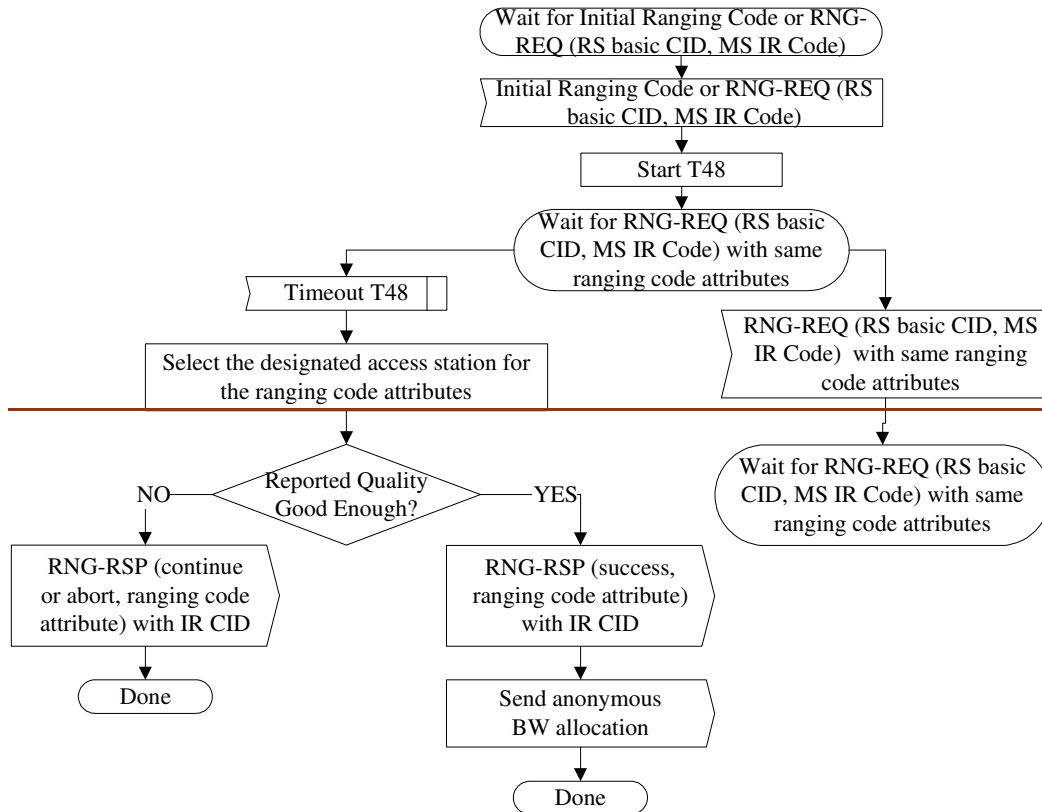 Wait for Initial Ranging Code or RNG-
REQ (RS basic CID, MS IR Code)
Initial Ranging Code or RNG-REQ (RS
basic CID, MS IR Code)
Start T48
Wait for RNG-REQ (RS basic
CID, MS IR Code) with same
ranging code attributes
Timeout T48
RNG-REQ (RS basic CID, MS
IR Code) with same ranging
code attributes
Select the designated access station for
the ranging code attributes
Reported Quality
Good Enough?
NO
YES
Wait for RNG-REQ (RS basic
CID, MS IR Code) with same
ranging code attributes
RNG-RSP (continue
or abort, ranging code
attribute) with IR CID
RNG-RSP (success,
ranging code attribute)
with IR CID
Done
Send anonymous
BW allocation
Done